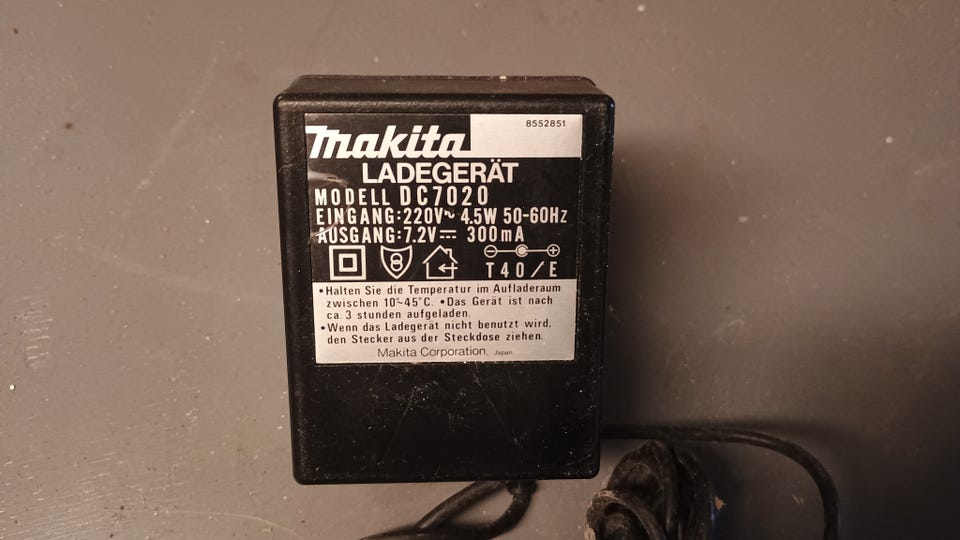 8552851
makita
LADEGERÄT
MODELL DC7020
EINGANG:220V~ 4.5W 50-60Hz
AUSGANG:7.2V⎓ 300mA
T40/E
•Halten Sie die Temperatur im Aufladeraum
zwischen 10~45°C. •Das Gerät ist nach
ca. 3 stunden aufgeladen.
•Wenn das Ladegerät nicht benutzt wird,
den Stecker aus der Steckdose ziehen.
Makita Corporation. Japan